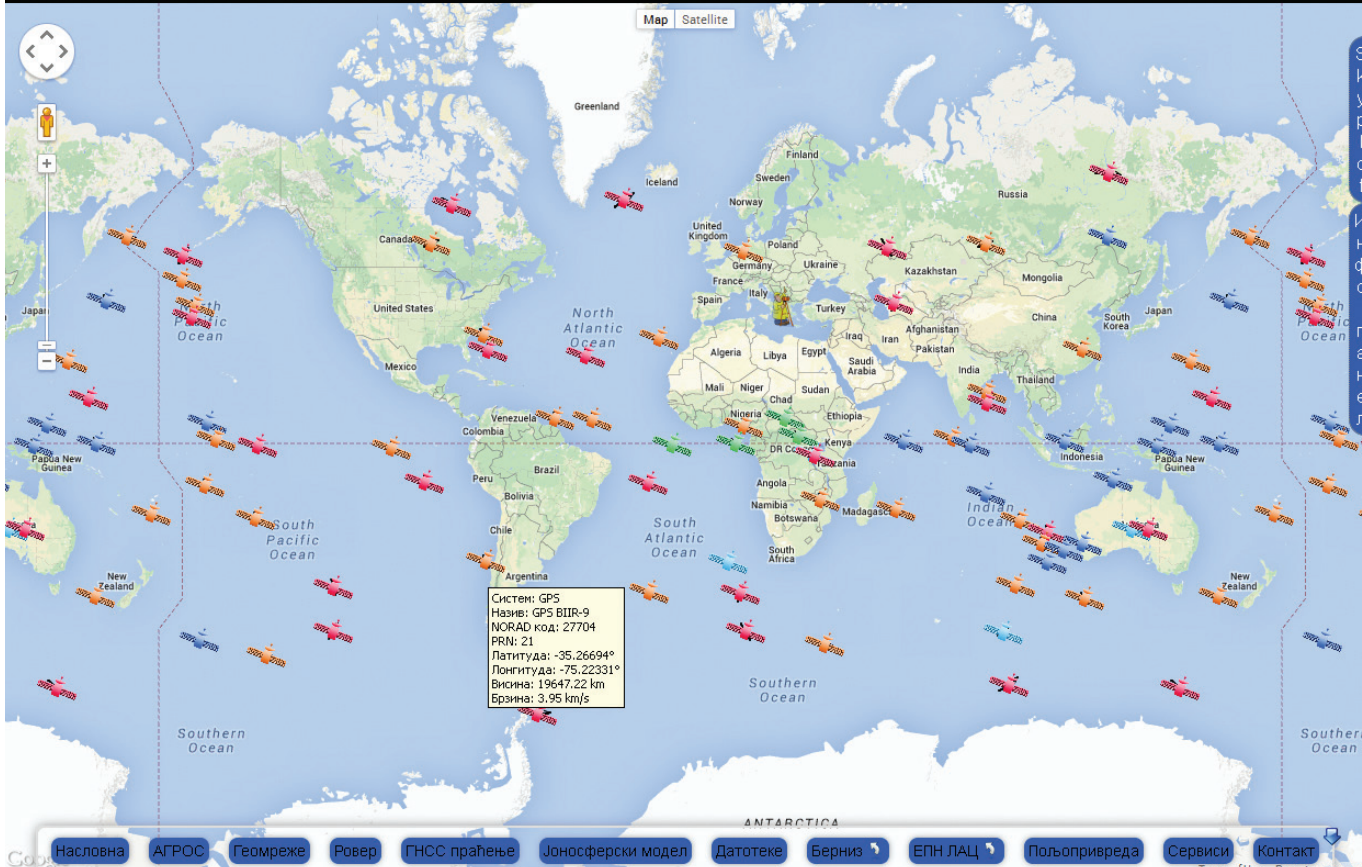 Map Satellite
Greenland
Iceland
Finland
Sweden
Norway
Russia
United
Kingdom
Canada
Poland
Germany
Ukraine
Kazakhstan
Mongolia
France
Italy
Spain
Turkey
Japan
North
Pacific
Ocean
United States
North
Atlantic
Ocean
China
South
Korea
Japan
Iraq
Iran
Afghanistan
Pakistan
Algeria
Libya
Egypt
Saudi
Arabia
Mexico
India
Thailand
Mali
Niger
Chad
Sudan
Venezuela
Colombia
Nigeria
Ethiopia
Kenya
Papua New
Guinea
Peru
Brazil
DR
Tanzania
Indonesia
Papua New
Guinea
Bolivia
Angola
Namibia
Botswana
Indian
Ocean
South
Pacific
Ocean
Chile
South
Atlantic
Ocean
South
Africa
New
Zealand
Argentina
New
Zealand
Систем: GPS
Назив: GPS BIIR-9
NORAD код: 27704
PRN: 21
Латитуда: -35.26694°
Лонгитуда: -75.22331°
Висина: 19647.22 km
Брзина: 3.95 km/s
Southern
Ocean
Southern
Ocean
Ocean
ANTARCTICA
Насловна АГРОС Геомреже Ровер ГНСС праћење Јоносферски модел Датотеке Берниз ЕПН ЛАЦ Пољопривреда Сервиси Контакт